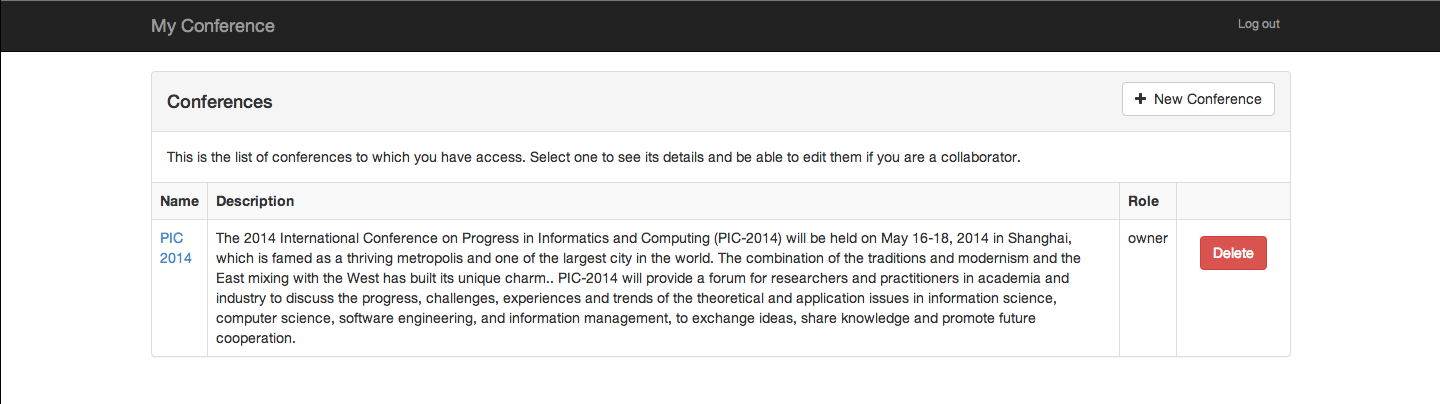 My Conference
Log out
Conferences
New Conference
This is the list of conferences to which you have access. Select one to see its details and be able to edit them if you are a collaborator.
Name Description Role
PIC
2014
The 2014 International Conference on Progress in Informatics and Computing (PIC-2014) will be held on May 16-18, 2014 in Shanghai,
which is famed as a thriving metropolis and one of the largest city in the world. The combination of the traditions and modernism and the
East mixing with the West has built its unique charm.. PIC-2014 will provide a forum for researchers and practitioners in academia and
industry to discuss the progress, challenges, experiences and trends of the theoretical and application issues in information science,
computer science, software engineering, and information management, to exchange ideas, share knowledge and promote future
cooperation.
owner
Delete